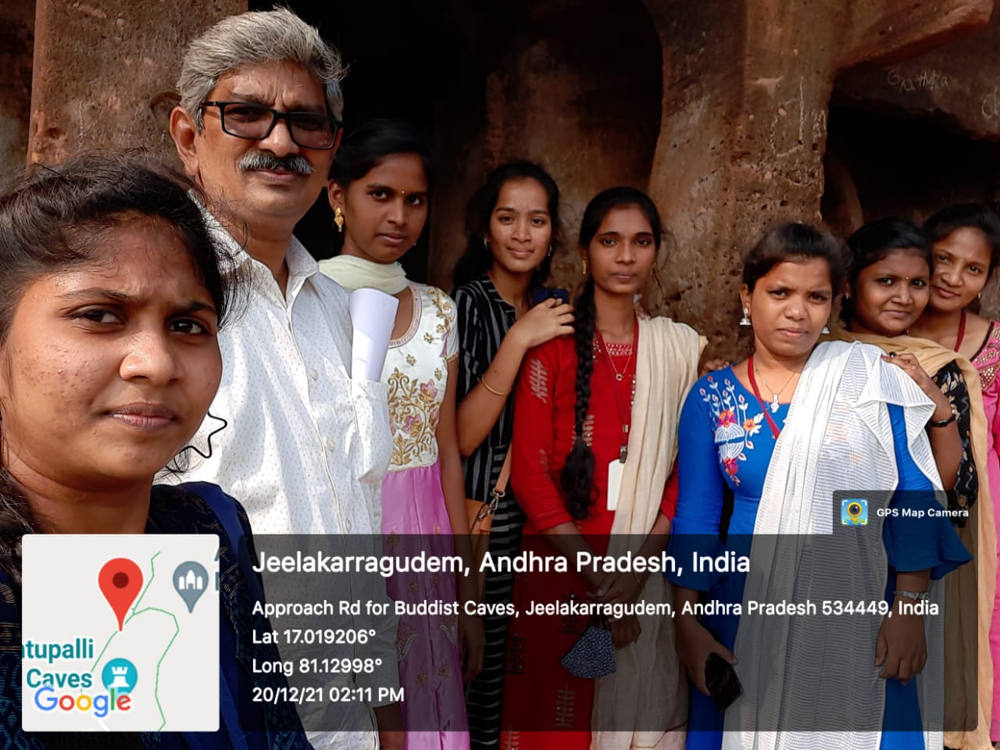 GPS Map Camera
Jeelakarragudem, Andhra Pradesh, India
Approach Rd for Buddist Caves, Jeelakarragudem, Andhra Pradesh 534449, India
Lat 17.019206°
Long 81.12998°
20/12/21 02:11 PM
tupalli
Caves
Google